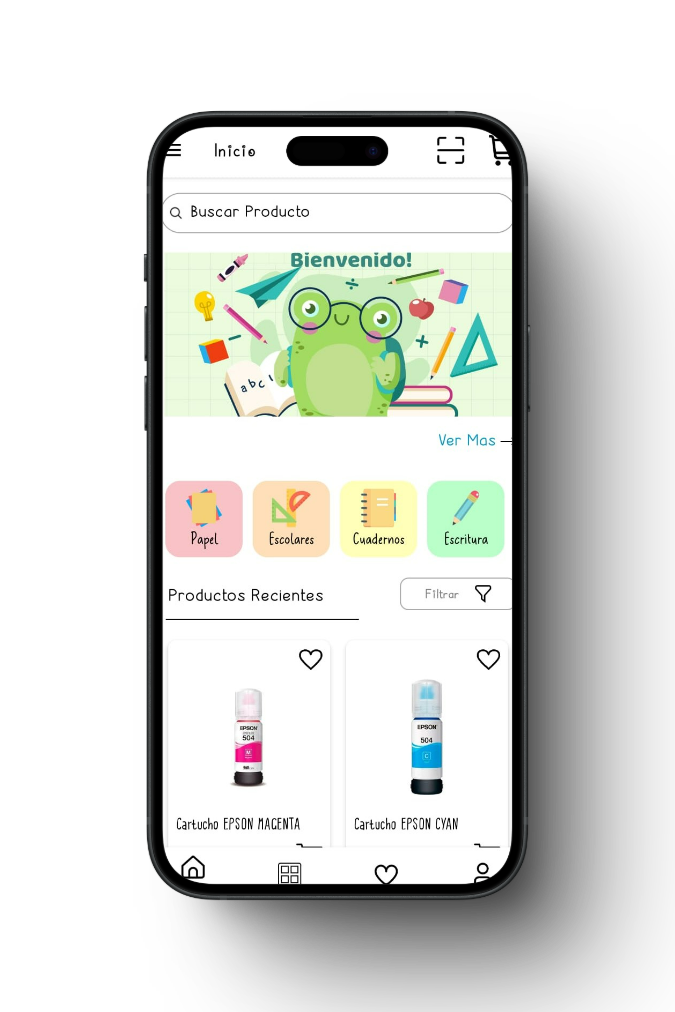 Inicio
Buscar Producto
Bienvenido!
abc
Ver Mas
Papel
Escolares
Cuadernos
Escritura
Productos Recientes
Filtrar
EPSON
504
M
EPSON
504
C
Cartucho EPSON MAGENTA
Cartucho EPSON CYAN